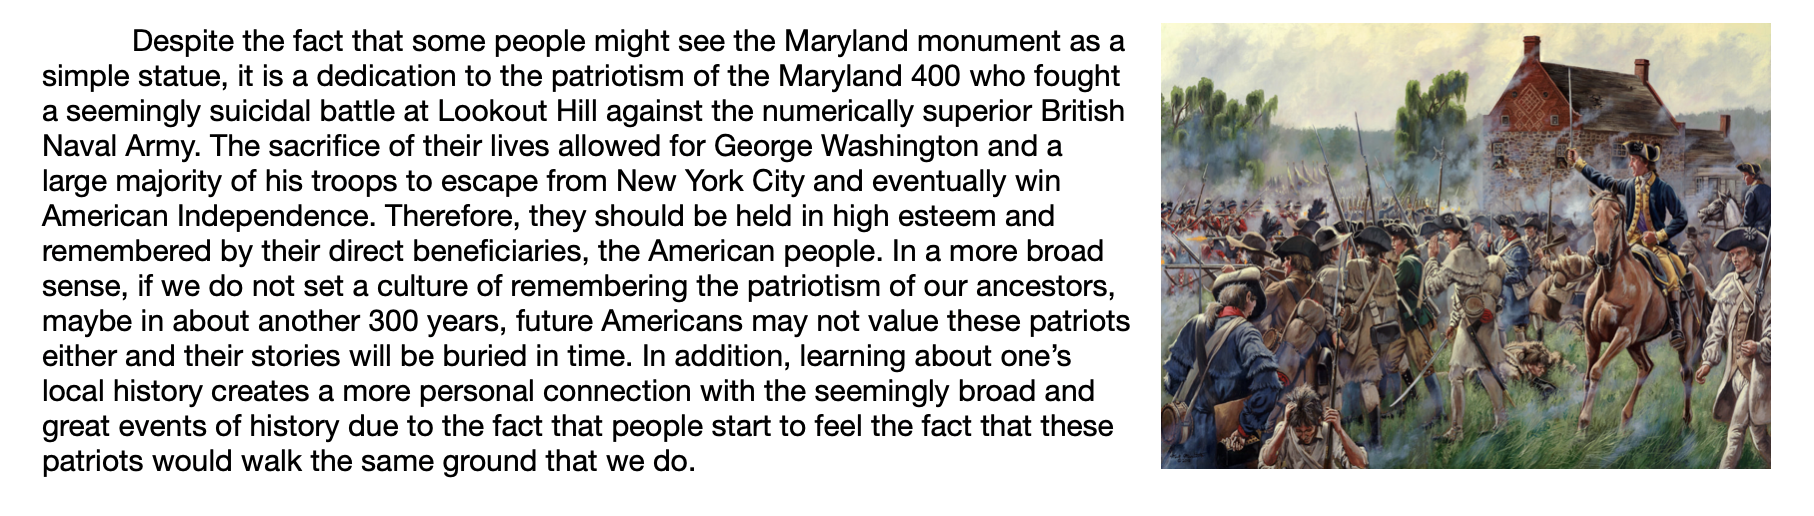 Despite the fact that some people might see the Maryland monument as a
simple statue, it is a dedication to the patriotism of the Maryland 400 who fought
a seemingly suicidal battle at Lookout Hill against the numerically superior British
Naval Army. The sacrifice of their lives allowed for George Washington and a
large majority of his troops to escape from New York City and eventually win
American Independence. Therefore, they should be held in high esteem and
remembered by their direct beneficiaries, the American people. In a more broad
sense, if we do not set a culture of remembering the patriotism of our ancestors,
maybe in about another 300 years, future Americans may not value these patriots
either and their stories will be buried in time. In addition, learning about one’s
local history creates a more personal connection with the seemingly broad and
great events of history due to the fact that people start to feel the fact that these
patriots would walk the same ground that we do.